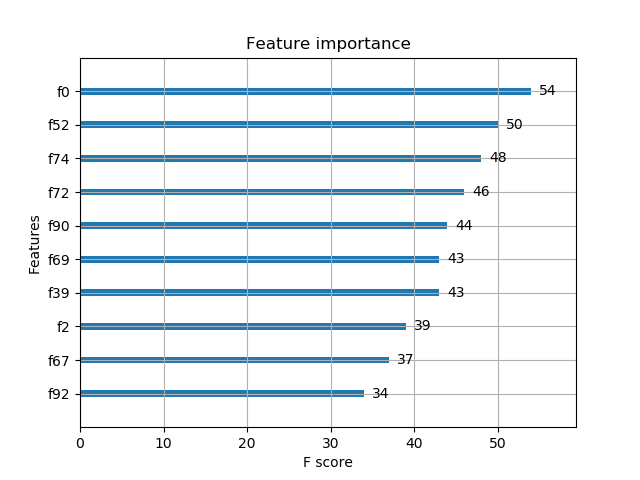 Feature importance
f0 54
f52 50
f74 48
f72 46
f90 44
f69 43
f39 43
f2 39
f67 37
f92 34
Features
0 10 20 30 40 50
F score